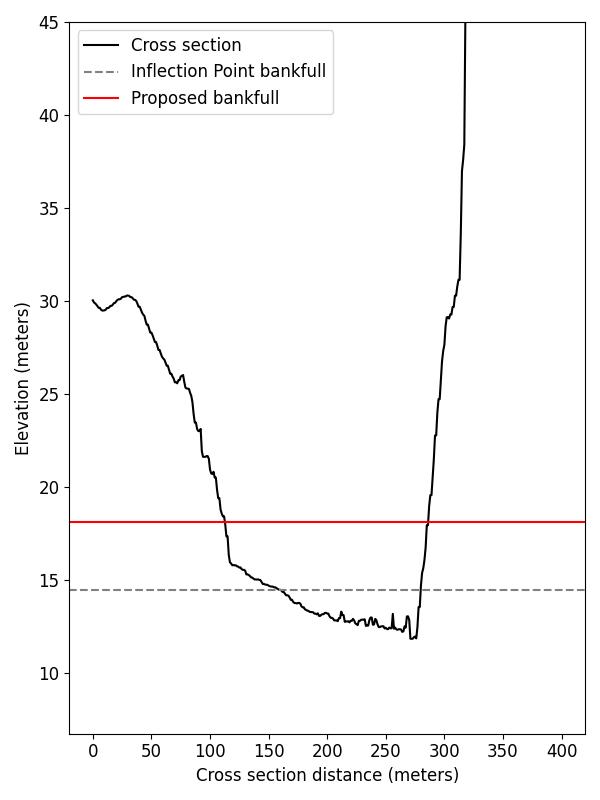 Cross section
Inflection Point bankfull
Proposed bankfull
45
40
35
30
25
20
15
10
Elevation (meters)
0 50 100 150 200 250 300 350 400
Cross section distance (meters)